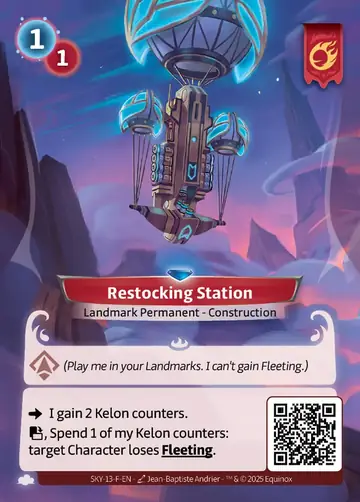 1
1
Restocking Station
Landmark Permanent - Construction
(Play me in your Landmarks. I can't gain Fleeting.)
I gain 2 Kelon counters.
, Spend 1 of my Kelon counters:
target Character loses Fleeting.
SKY-13-F-EN - Jean-Baptiste Andrier - ™ & © 2025 Equinox